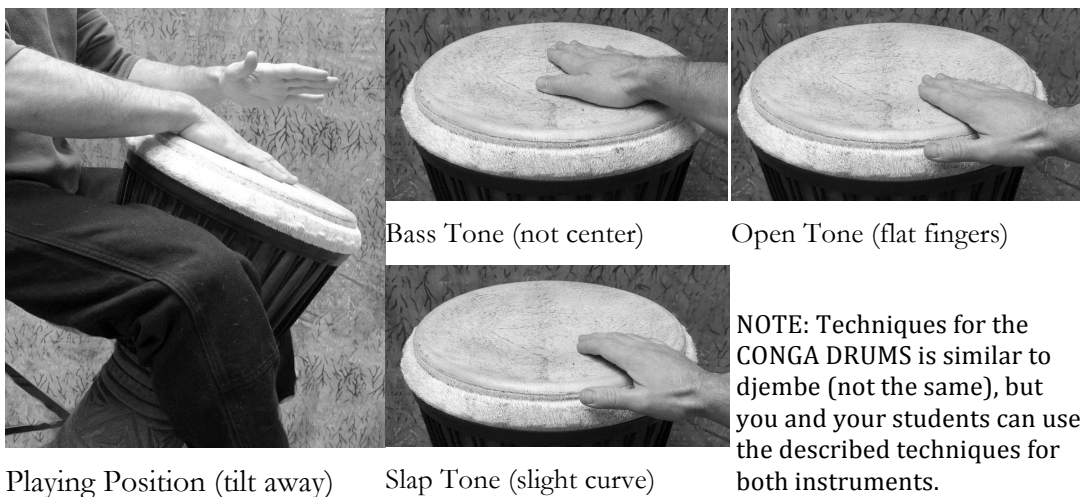 Bass Tone (not center)
Open Tone (flat fingers)
NOTE: Techniques for the
CONGA DRUMS is similar to
djembe (not the same), but
you and your students can use
the described techniques for
both instruments.
Playing Position (tilt away)
Slap Tone (slight curve)